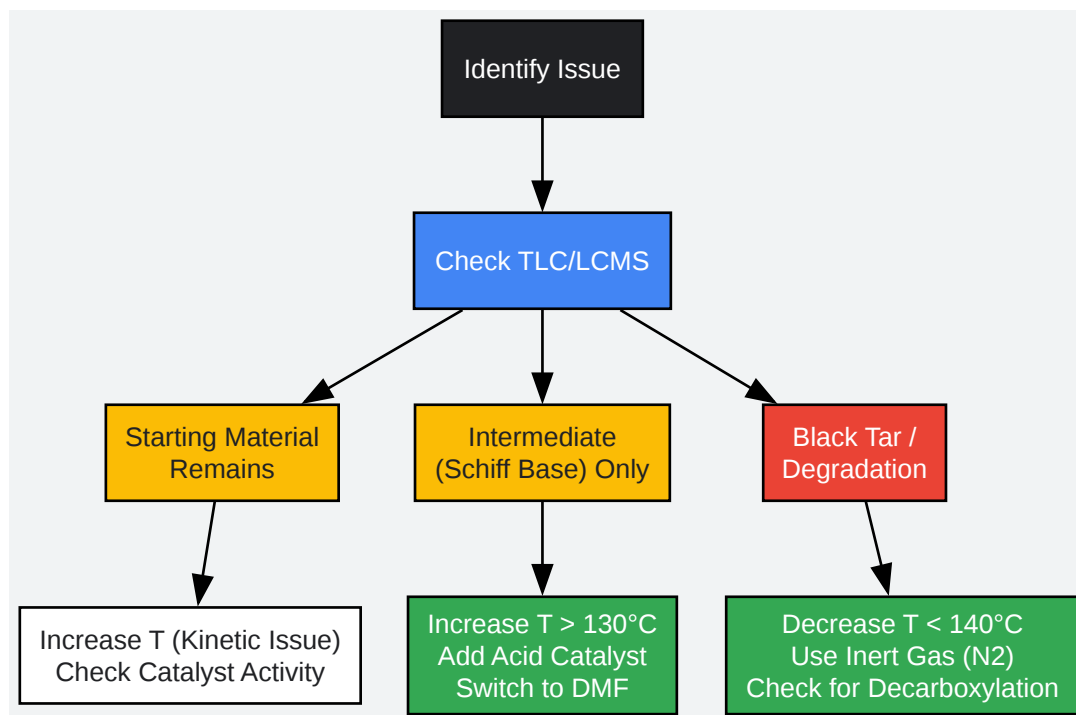 Identify Issue
Check TLC/LCMS
Starting Material
Remains
Intermediate
(Schiff Base) Only
Black Tar /
Degradation
Increase T (Kinetic Issue)
Check Catalyst Activity
Increase T > 130°C
Add Acid Catalyst
Switch to DMF
Decrease T < 140°C
Use Inert Gas (N2)
Check for Decarboxylation